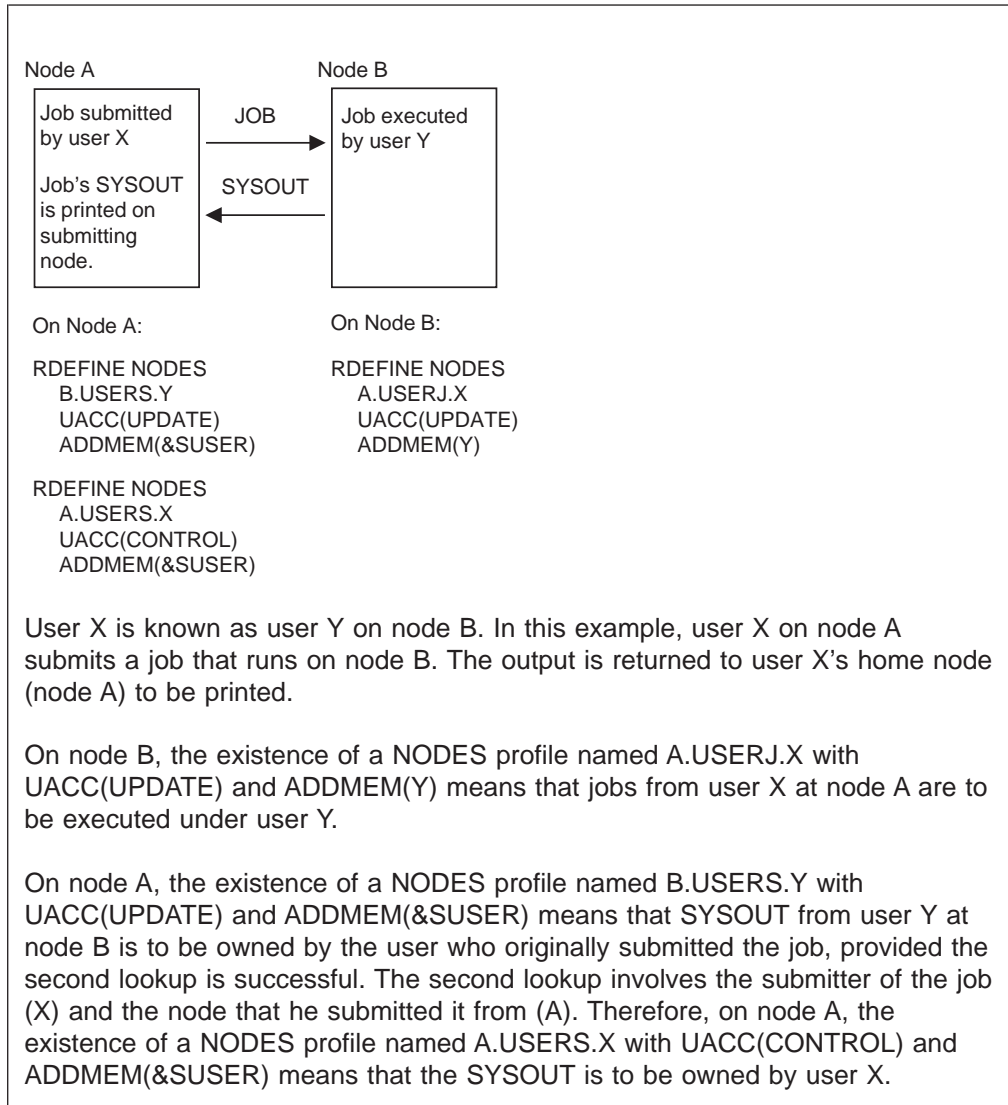 Node A
Node B
Job submitted
by user X
Job's SYSOUT
is printed on
submitting
node.
JOB
SYSOUT
Job executed
by user Y
On Node A:
RDEFINE NODES
B.USERS.Y
UACC(UPDATE)
ADDMEM(&SUSER)
RDEFINE NODES
A.USERS.X
UACC(CONTROL)
ADDMEM(&SUSER)
On Node B:
RDEFINE NODES
A.USERJ.X
UACC(UPDATE)
ADDMEM(Y)
User X is known as user Y on node B. In this example, user X on node A
submits a job that runs on node B. The output is returned to user X's home node
(node A) to be printed.
On node B, the existence of a NODES profile named A.USERJ.X with
UACC(UPDATE) and ADDMEM(Y) means that jobs from user X at node A are to
be executed under user Y.
On node A, the existence of a NODES profile named B.USERS.Y with
UACC(UPDATE) and ADDMEM(&SUSER) means that SYSOUT from user Y at
node B is to be owned by the user who originally submitted the job, provided the
second lookup is successful. The second lookup involves the submitter of the job
(X) and the node that he submitted it from (A). Therefore, on node A, the
existence of a NODES profile named A.USERS.X with UACC(CONTROL) and
ADDMEM(&SUSER) means that the SYSOUT is to be owned by user X.